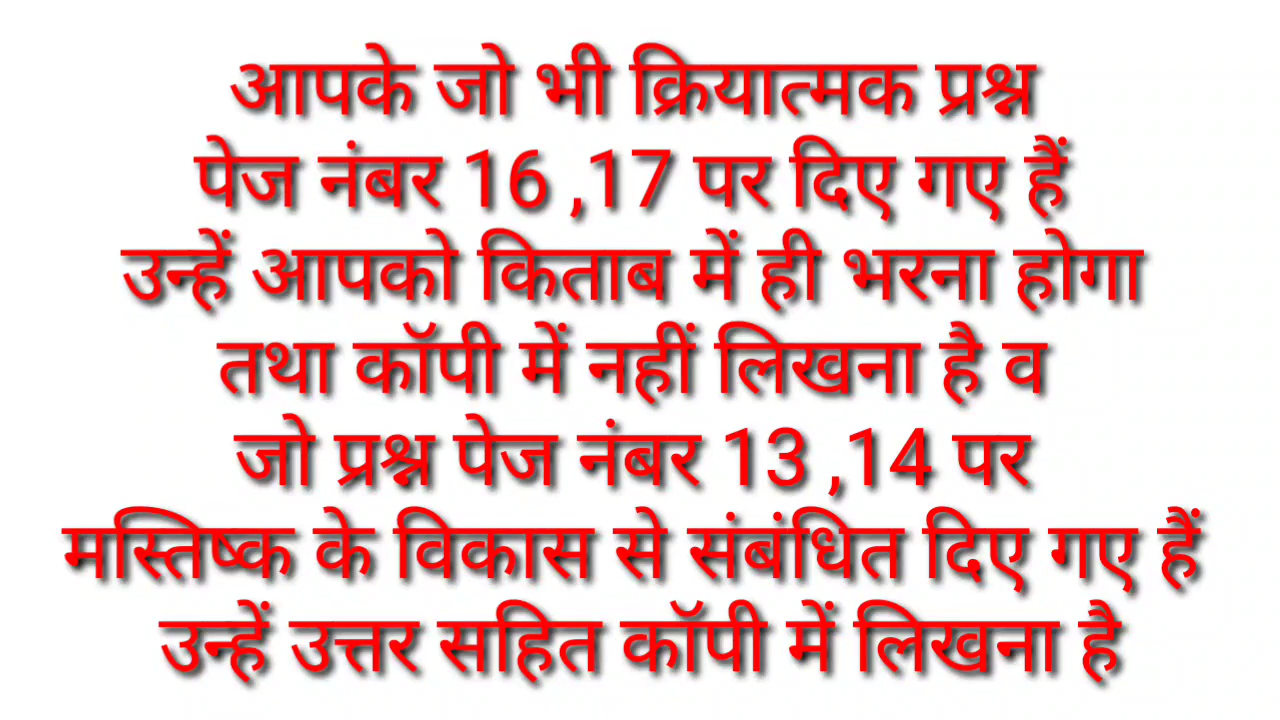 आपके जो भी क्रियात्मक प्रश्न
पेज नंबर 16 ,17 पर दिए गए हैं
उन्हें आपको किताब में ही भरना होगा
तथा कॉपी में नहीं लिखना है व
जो प्रश्न पेज नंबर 13 ,14 पर
मस्तिष्क के विकास से संबंधित दिए गए हैं
उन्हें उत्तर सहित कॉपी में लिखना है